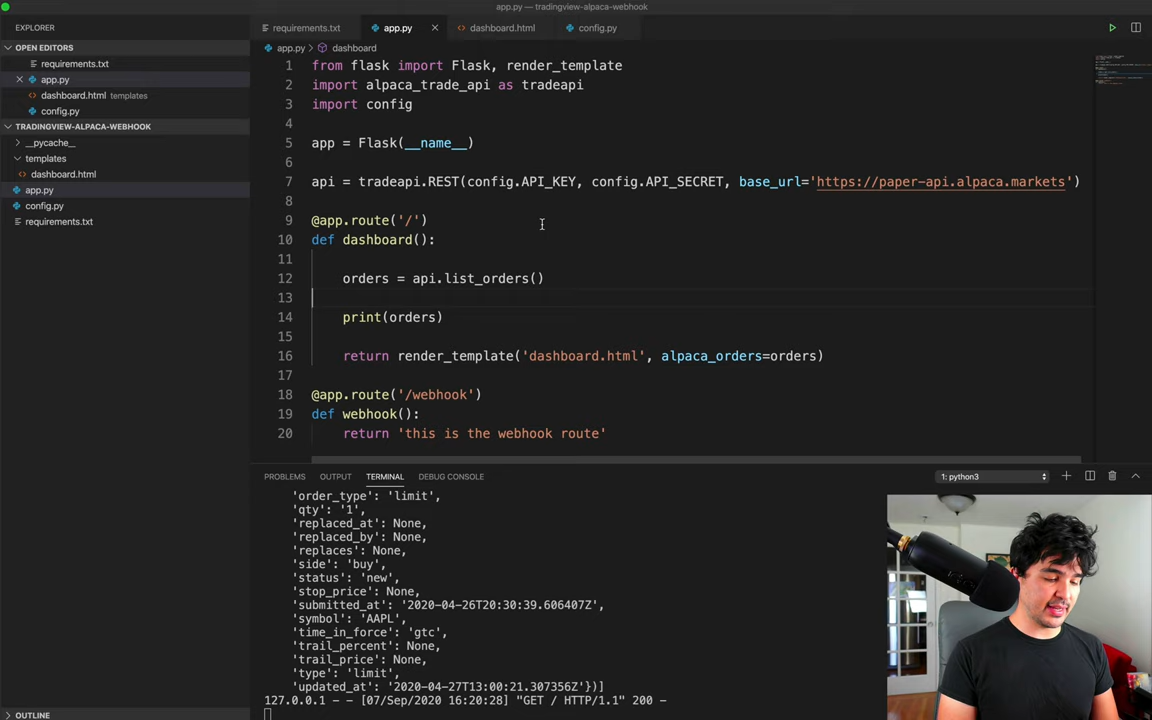 app.py — tradingview-alpaca-webhook
EXPLORER
requirements.txt
app.py
dashboard.html
config.py
OPEN EDITORS
requirements.txt
app.py
dashboard.html templates
config.py
TRADINGVIEW-ALPACA-WEBHOOK
__pycache__
templates
dashboard.html
app.py
config.py
requirements.txt
OUTLINE
app.py > dashboard
1 from flask import Flask, render_template
2 import alpaca_trade_api as tradeapi
3 import config
4
5 app = Flask(__name__)
6
7 api = tradeapi.REST(config.API_KEY, config.API_SECRET, base_url='https://paper-api.alpaca.markets')
8
9 @app.route('/')
10 def dashboard():
11
12 orders = api.list_orders()
13
14 print(orders)
15
16 return render_template('dashboard.html', alpaca_orders=orders)
17
18 @app.route('/webhook')
19 def webhook():
20 return 'this is the webhook route'
PROBLEMS OUTPUT TERMINAL DEBUG CONSOLE
1: python3
'order_type': 'limit',
'qty': '1',
'replaced_at': None,
'replaced_by': None,
'replaces': None,
'side': 'buy',
'status': 'new',
'stop_price': None,
'submitted_at': '2020-04-26T20:30:39.606407Z',
'symbol': 'AAPL',
'time_in_force': 'gtc',
'trail_percent': None,
'trail_price': None,
'type': 'limit',
'updated_at': '2020-04-27T13:00:21.307356Z'})]
127.0.0.1 - - [07/Sep/2020 16:20:28] "GET / HTTP/1.1" 200 -